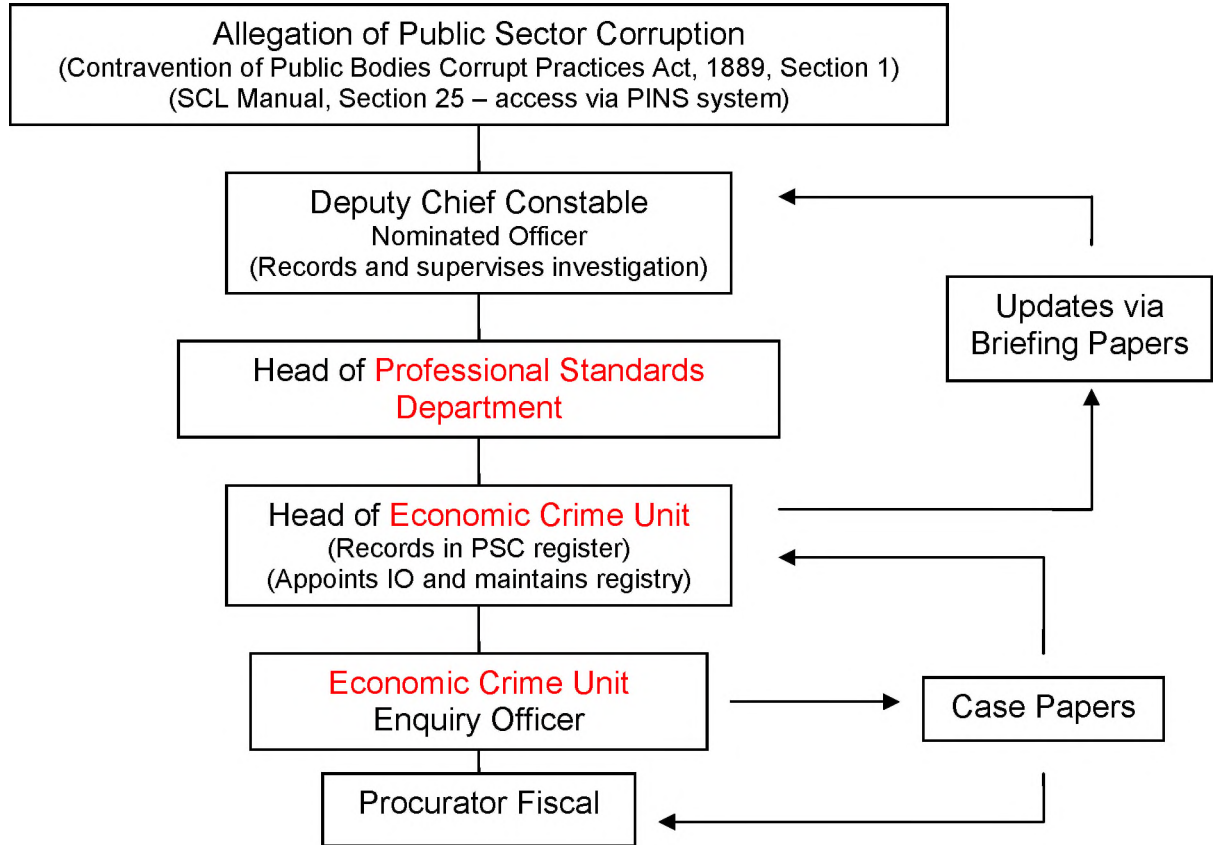 Allegation of Public Sector Corruption
(Contravention of Public Bodies Corrupt Practices Act, 1889, Section 1)
(SCL Manual, Section 25 – access via PINS system)
Deputy Chief Constable
Nominated Officer
(Records and supervises investigation)
Updates via
Briefing Papers
Head of Professional Standards
Department
Head of Economic Crime Unit
(Records in PSC register)
(Appoints IO and maintains registry)
Economic Crime Unit
Enquiry Officer
Case Papers
Procurator Fiscal